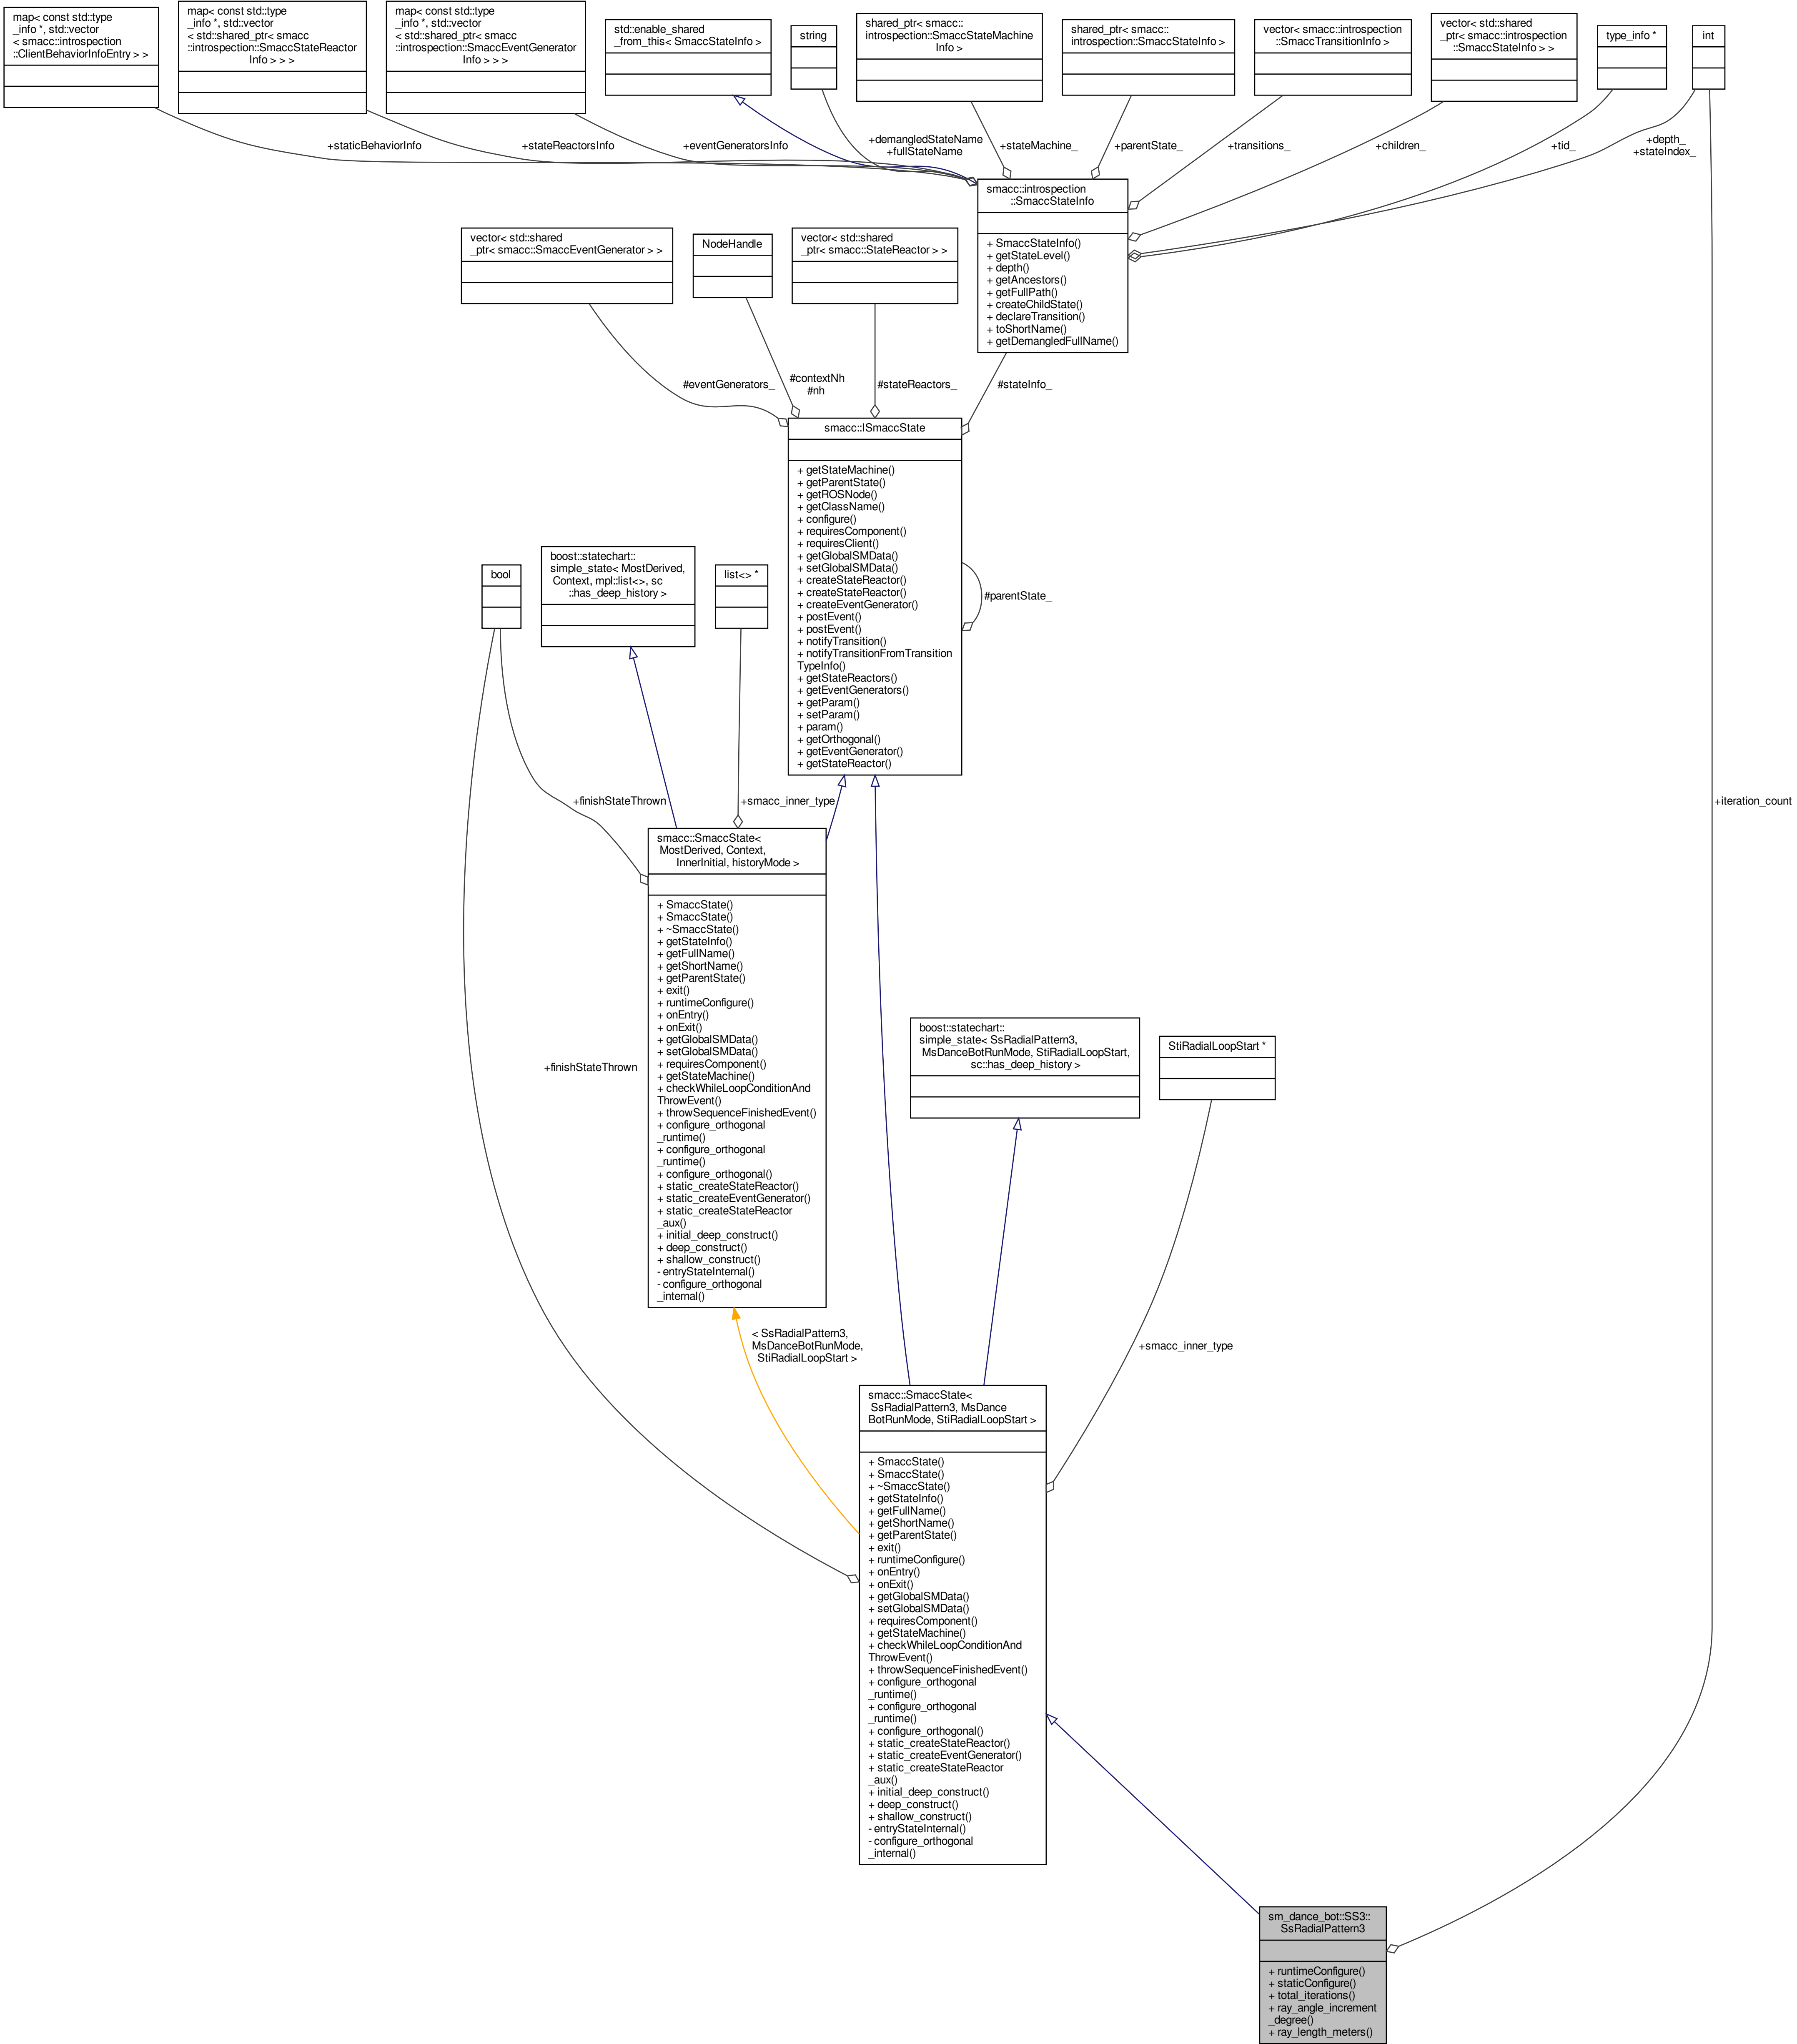 map< const std::type
_info *, std::vector
< smacc::introspection
::ClientBehaviorInfoEntry > >
map< const std::type
_info *, std::vector
< std::shared_ptr< smacc
::introspection::SmaccStateReactor
Info > > >
map< const std::type
_info *, std::vector
< std::shared_ptr< smacc
::introspection::SmaccEventGenerator
Info > > >
std::enable_shared
_from_this< SmaccStateInfo >
string
shared_ptr< smacc::
introspection::SmaccStateMachine
Info >
shared_ptr< smacc::
introspection::SmaccStateInfo >
vector< smacc::introspection
::SmaccTransitionInfo >
vector< std::shared
_ptr< smacc::introspection
::SmaccStateInfo > >
type_info *
int
+staticBehaviorInfo
+stateReactorsInfo
+eventGeneratorsInfo
+demangledStateName
+fullStateName
+stateMachine_
+parentState_
+transitions_
+children_
+tid_
+depth_
+stateIndex_
smacc::introspection
::SmaccStateInfo
+ SmaccStateInfo()
+ getStateLevel()
+ depth()
+ getAncestors()
+ getFullPath()
+ createChildState()
+ declareTransition()
+ toShortName()
+ getDemangledFullName()
vector< std::shared
_ptr< smacc::SmaccEventGenerator > >
NodeHandle
vector< std::shared
_ptr< smacc::StateReactor > >
#eventGenerators_
#contextNh
#nh
#stateReactors_
#stateInfo_
smacc::ISmaccState
+ getStateMachine()
+ getParentState()
+ getROSNode()
+ getClassName()
+ configure()
+ requiresComponent()
+ requiresClient()
+ getGlobalSMData()
+ setGlobalSMData()
+ createStateReactor()
+ createStateReactor()
+ createEventGenerator()
+ postEvent()
+ postEvent()
+ notifyTransition()
+ notifyTransitionFromTransition
TypeInfo()
+ getStateReactors()
+ getEventGenerators()
+ getParam()
+ setParam()
+ param()
+ getOrthogonal()
+ getEventGenerator()
+ getStateReactor()
#parentState_
bool
boost::statechart::
simple_state< MostDerived,
Context, mpl::list<>, sc
::has_deep_history >
list<> *
+finishStateThrown
+smacc_inner_type
+iteration_count
smacc::SmaccState<
MostDerived, Context,
InnerInitial, historyMode >
+ SmaccState()
+ SmaccState()
+ ~SmaccState()
+ getStateInfo()
+ getFullName()
+ getShortName()
+ getParentState()
+ exit()
+ runtimeConfigure()
+ onEntry()
+ onExit()
+ getGlobalSMData()
+ setGlobalSMData()
+ requiresComponent()
+ getStateMachine()
+ checkWhileLoopConditionAnd
ThrowEvent()
+ throwSequenceFinishedEvent()
+ configure_orthogonal
_runtime()
+ configure_orthogonal
_runtime()
+ configure_orthogonal()
+ static_createStateReactor()
+ static_createEventGenerator()
+ static_createStateReactor
_aux()
+ initial_deep_construct()
+ deep_construct()
+ shallow_construct()
- entryStateInternal()
- configure_orthogonal
_internal()
+finishStateThrown
boost::statechart::
simple_state< SsRadialPattern3,
MsDanceBotRunMode, StiRadialLoopStart,
sc::has_deep_history >
StiRadialLoopStart *
< SsRadialPattern3,
MsDanceBotRunMode,
StiRadialLoopStart >
+smacc_inner_type
smacc::SmaccState<
SsRadialPattern3, MsDance
BotRunMode, StiRadialLoopStart >
+ SmaccState()
+ SmaccState()
+ ~SmaccState()
+ getStateInfo()
+ getFullName()
+ getShortName()
+ getParentState()
+ exit()
+ runtimeConfigure()
+ onEntry()
+ onExit()
+ getGlobalSMData()
+ setGlobalSMData()
+ requiresComponent()
+ getStateMachine()
+ checkWhileLoopConditionAnd
ThrowEvent()
+ throwSequenceFinishedEvent()
+ configure_orthogonal
_runtime()
+ configure_orthogonal
_runtime()
+ configure_orthogonal()
+ static_createStateReactor()
+ static_createEventGenerator()
+ static_createStateReactor
_aux()
+ initial_deep_construct()
+ deep_construct()
+ shallow_construct()
- entryStateInternal()
- configure_orthogonal
_internal()
sm_dance_bot::SS3::
SsRadialPattern3
+ runtimeConfigure()
+ staticConfigure()
+ total_iterations()
+ ray_angle_increment
_degree()
+ ray_length_meters()